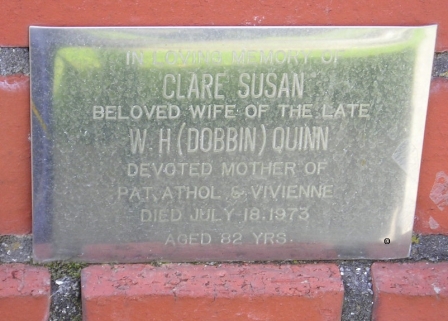 IN LOVING MEMORY OF
CLARE SUSAN
BELOVED WIFE OF THE LATE
W. H (DOBBIN) QUINN
DEVOTED MOTHER OF
PAT, ATHOL & VIVIENNE
DIED JULY 18. 1973
AGED 82 YRS.